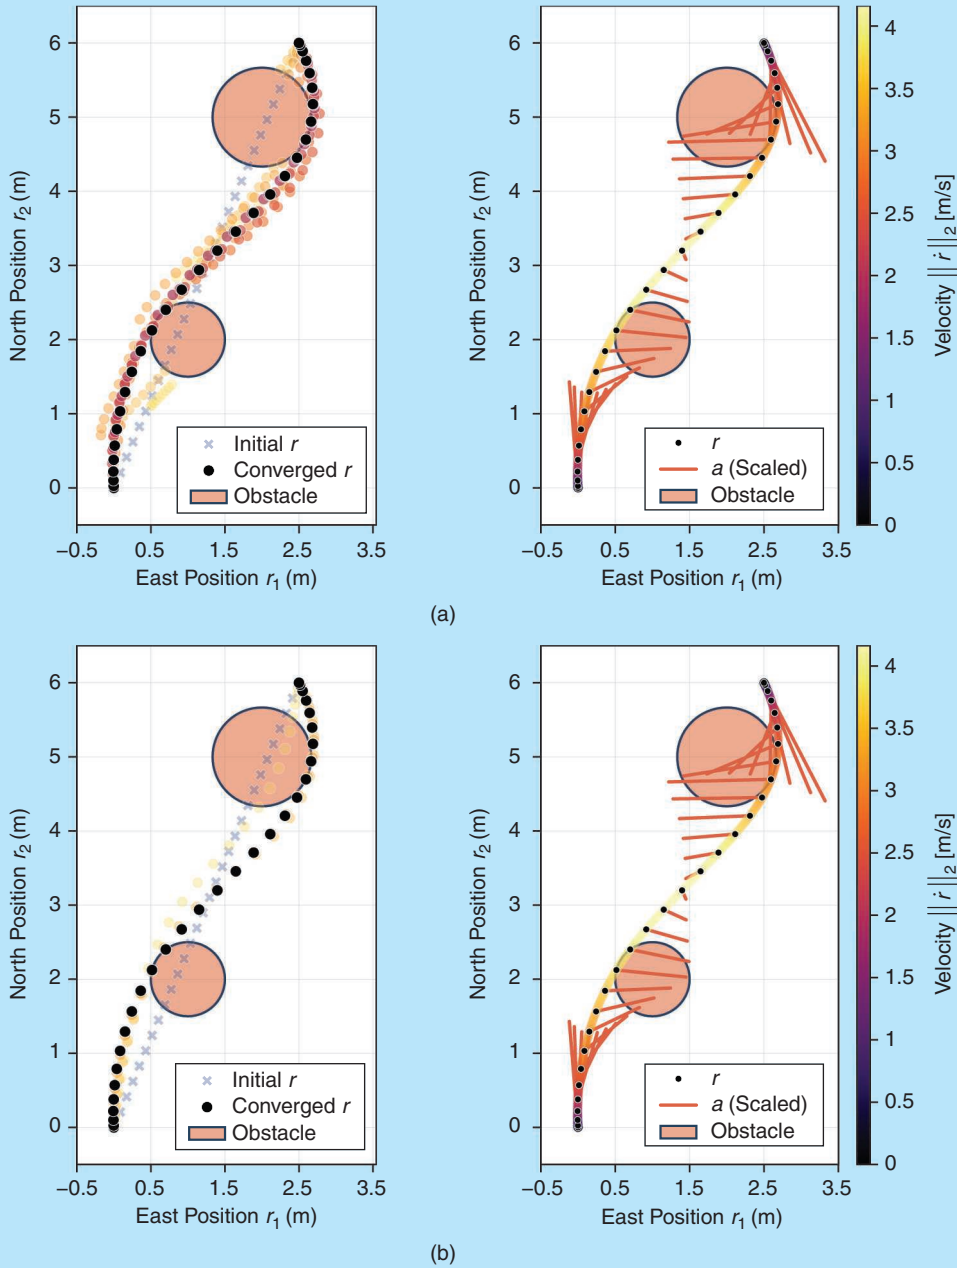 6
5
4
3
2
1
0
North Position r2 (m)
Initial r
Converged r
Obstacle
−0.5 0.5 1.5 2.5 3.5
East Position r1 (m)
6
5
4
3
2
1
0
North Position r2 (m)
r
a (Scaled)
Obstacle
−0.5 0.5 1.5 2.5 3.5
East Position r1 (m)
4
3.5
3
2.5
2
1.5
1
0.5
0
Velocity || ṙ ||2 [m/s]
(a)
6
5
4
3
2
1
0
North Position r2 (m)
Initial r
Converged r
Obstacle
−0.5 0.5 1.5 2.5 3.5
East Position r1 (m)
6
5
4
3
2
1
0
North Position r2 (m)
r
a (Scaled)
Obstacle
−0.5 0.5 1.5 2.5 3.5
East Position r1 (m)
4
3.5
3
2.5
2
1.5
1
0.5
0
Velocity || ṙ ||2 [m/s]
(b)